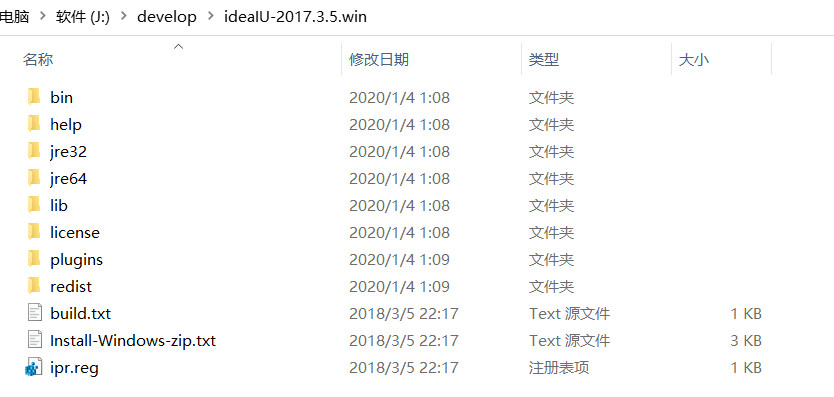 电脑 > 软件 (J:) > develop > ideaIU-2017.3.5.win
名称 修改日期 类型 大小
bin 2020/1/4 1:08 文件夹
help 2020/1/4 1:08 文件夹
jre32 2020/1/4 1:08 文件夹
jre64 2020/1/4 1:08 文件夹
lib 2020/1/4 1:08 文件夹
license 2020/1/4 1:08 文件夹
plugins 2020/1/4 1:09 文件夹
redist 2020/1/4 1:09 文件夹
build.txt 2018/3/5 22:17 Text 源文件 1 KB
Install-Windows-zip.txt 2018/3/5 22:17 Text 源文件 3 KB
ipr.reg 2018/3/5 22:17 注册表项 1 KB